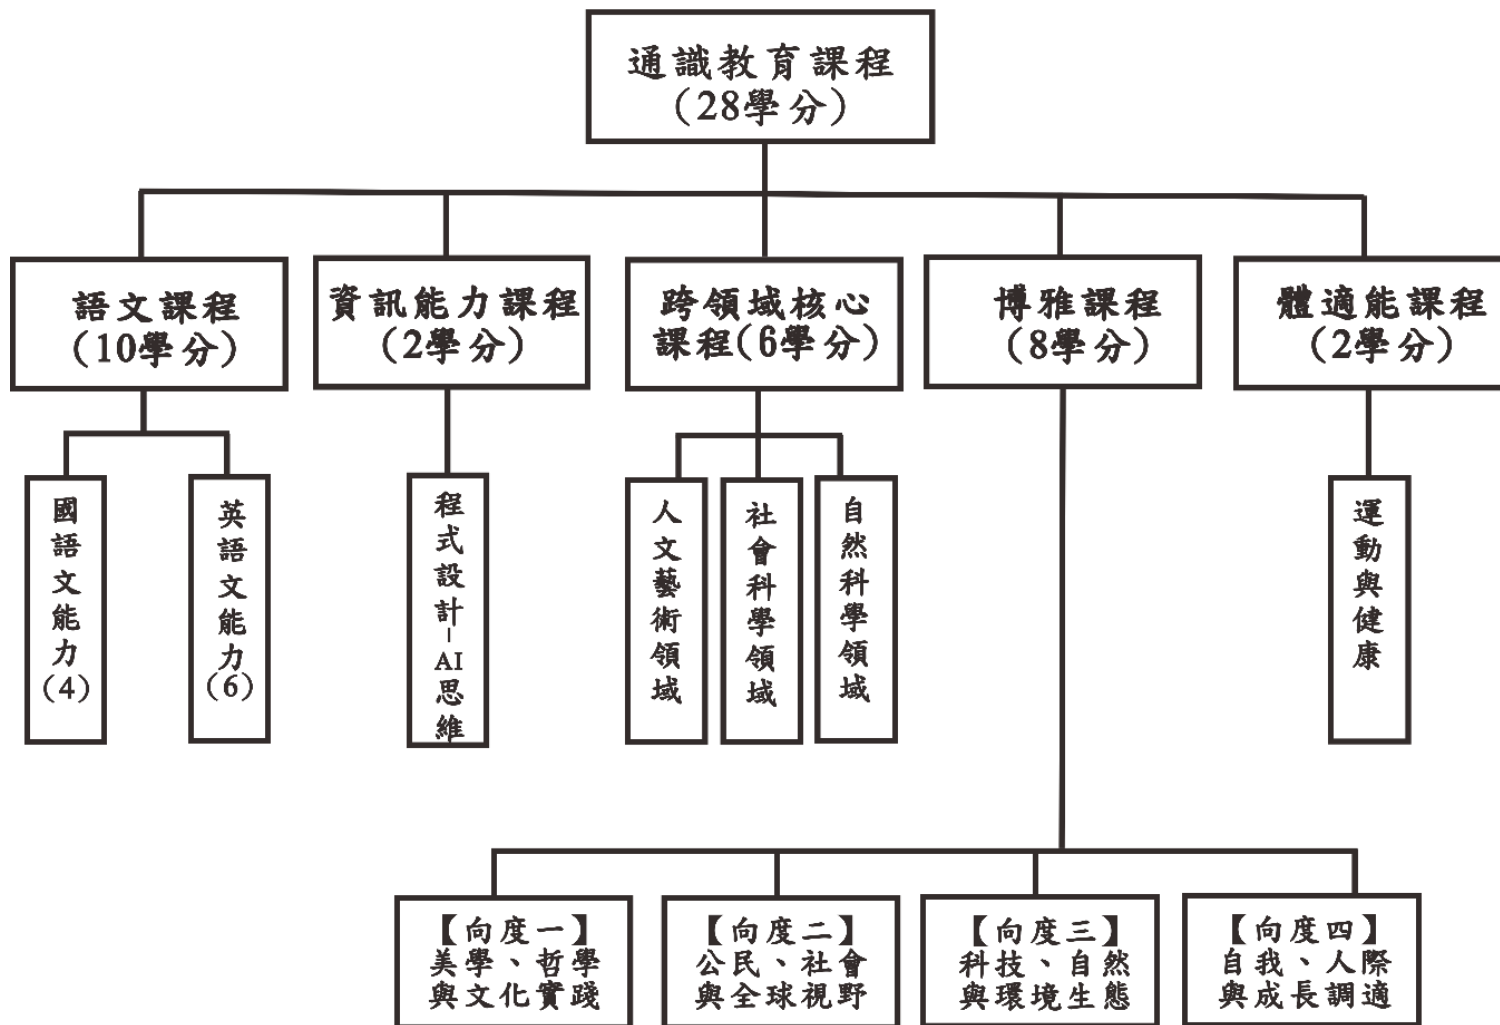 通識教育課程
(28學分)
語文課程
(10學分)
資訊能力課程
(2學分)
跨領域核心
課程(6學分)
博雅課程
(8學分)
體適能課程
(2學分)
國語文能力(4)
英語文能力(6)
程式設計-AI思維
人文藝術領域
社會科學領域
自然科學領域
運動與健康
【向度一】
美學、哲學
與文化實踐
【向度二】
公民、社會
與全球視野
【向度三】
科技、自然
與環境生態
【向度四】
自我、人際
與成長調適